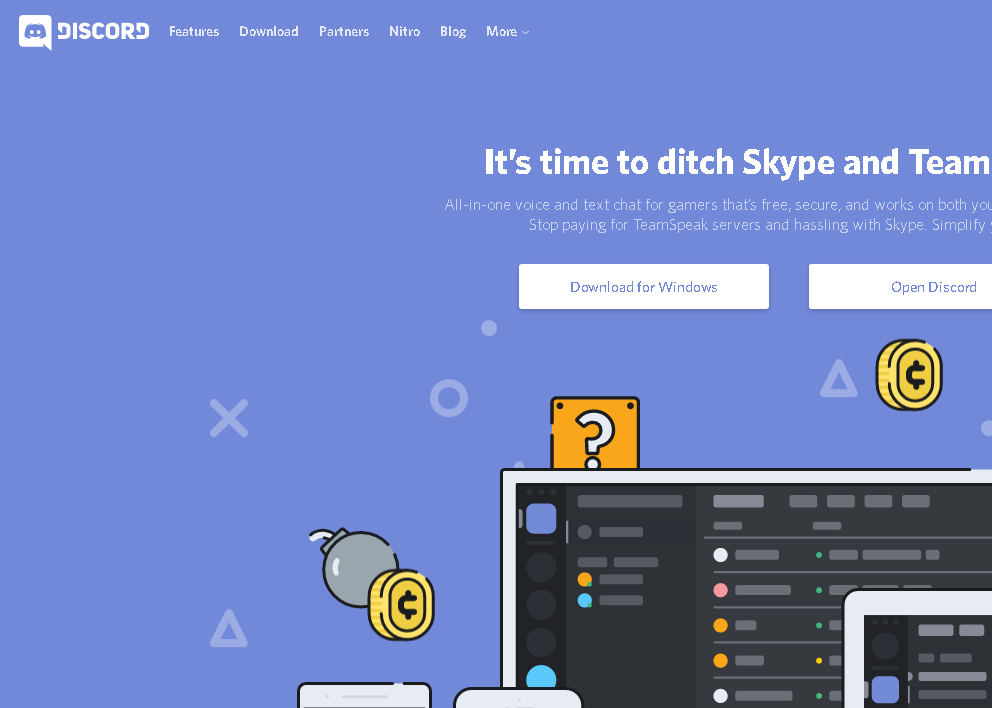 DISCORD Features Download Partners Nitro Blog More
It's time to ditch Skype and Team
All-in-one voice and text chat for gamers that's free, secure, and works on both you
Stop paying for TeamSpeak servers and hassling with Skype. Simplify
Download for Windows Open Discord
?